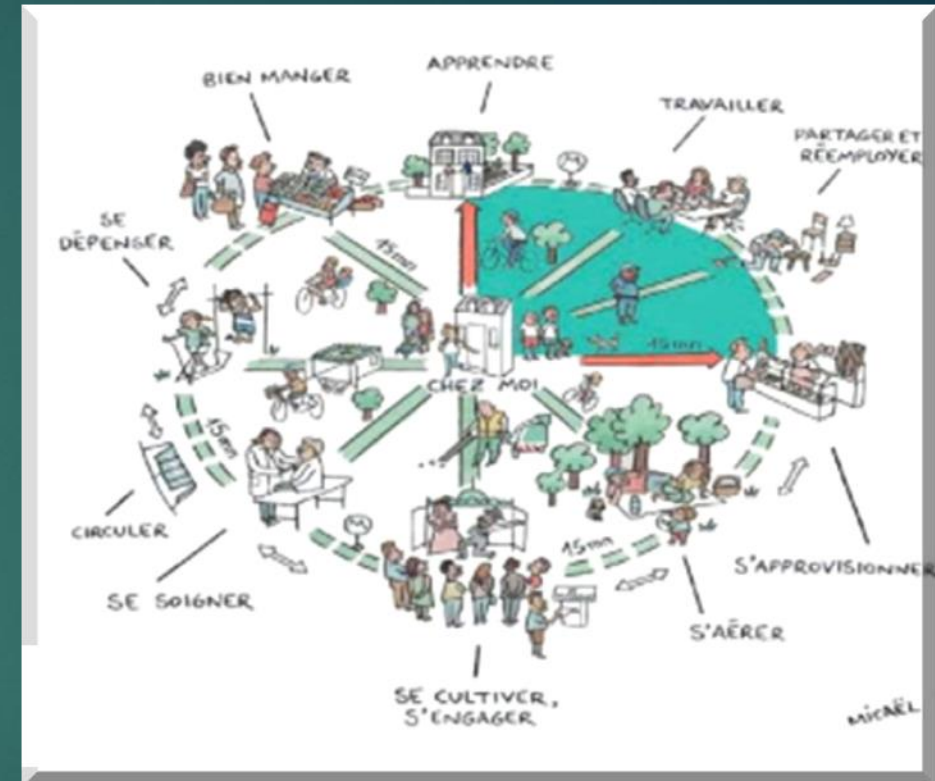 APPRENDRE
BIEN MANGER
TRAVAILLER
PARTAGER ET
RÉEMPLOYER
SE
DÉPENSER
15mn
15mn
CHEZ MOI
15mn
CIRCULER
15mn
S'APPROVISIONNER
SE SOIGNER
S'AÉRER
SE CULTIVER,
S'ENGAGER
MICAËL